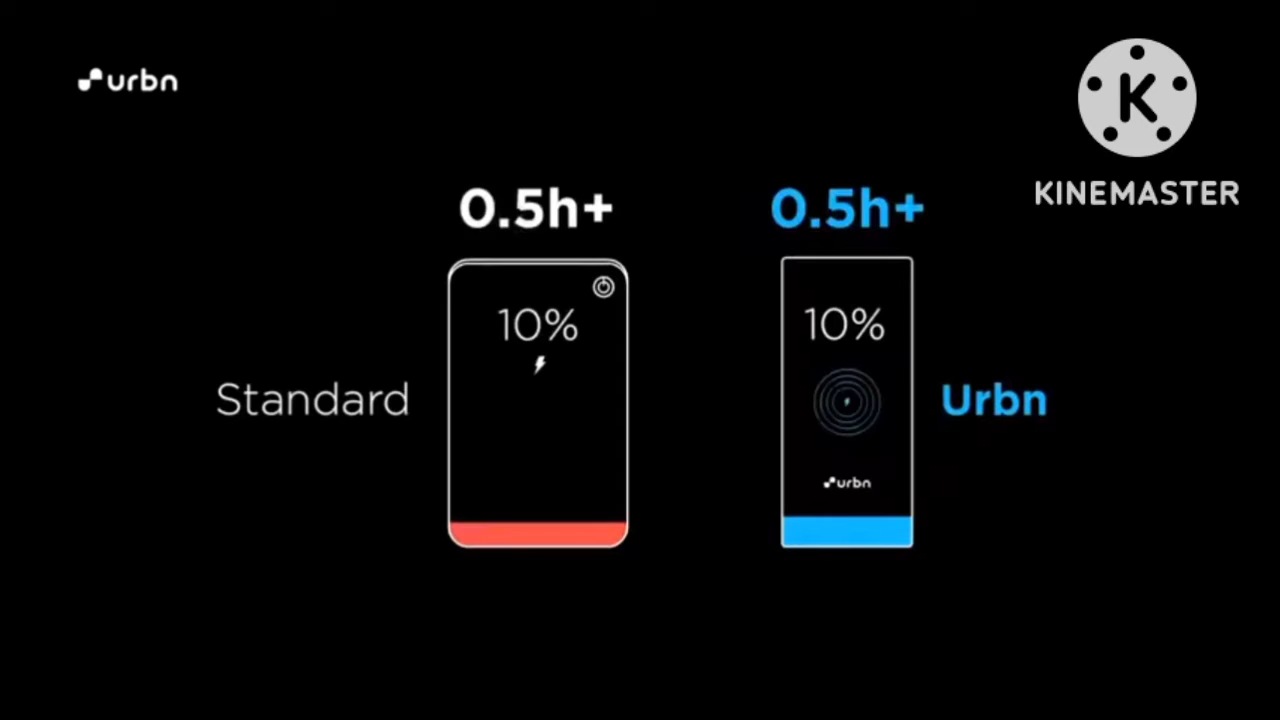 urbn
K
KINEMASTER
0.5h+
0.5h+
10%
10%
Standard
Urbn
urbn